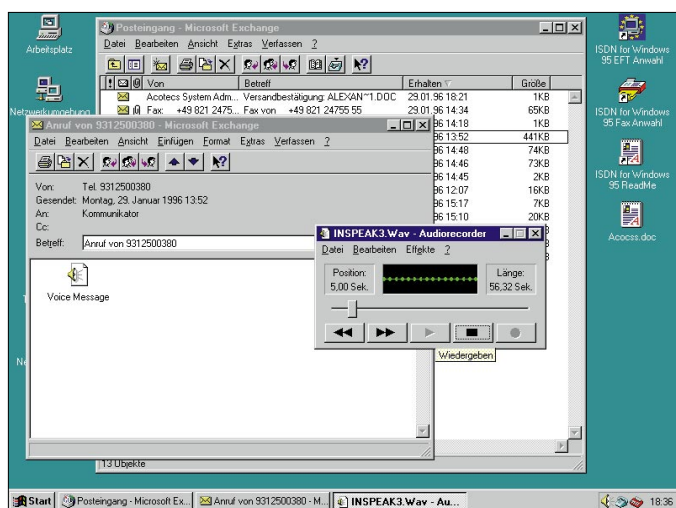 Arbeitsplatz
Netzwerkumgebung
Posteingang - Microsoft Exchange
Datei Bearbeiten Ansicht Extras Verfassen ?
! Von Betreff Erhalten Größe
Acotecs System Adm... Versandbestätigung: ALEXAN~1.DOC 29.01.96 18:21 1KB
Fax: +49 821 2475... Fax von +49 821 24755 55 29.01.96 14:34 65KB
96 14:18 1KB
96 13:52 441KB
96 14:48 74KB
96 14:46 73KB
96 14:45 2KB
96 12:07 16KB
96 15:17 7KB
96 15:10 20KB
13 Objekte
Anruf von 9312500380 - Microsoft Exchange
Datei Bearbeiten Ansicht Einfügen Format Extras Verfassen ?
Von: Tel. 9312500380
Gesendet: Montag, 29. Januar 1996 13:52
An: Kommunikator
Cc:
Betreff: Anruf von 9312500380
Voice Message
INSPEAK3.Wav - Audiorecorder
Datei Bearbeiten Effekte ?
Position:
5,00 Sek.
Länge:
56,32 Sek.
Wiedergeben
ISDN for Windows
95 EFT Anwahl
ISDN for Windows
95 Fax Anwahl
ISDN for Windows
95 ReadMe
Acocss.doc
Start Posteingang - Microsoft Ex... Anruf von 9312500380 - M... INSPEAK3.Wav - Au... 18:36